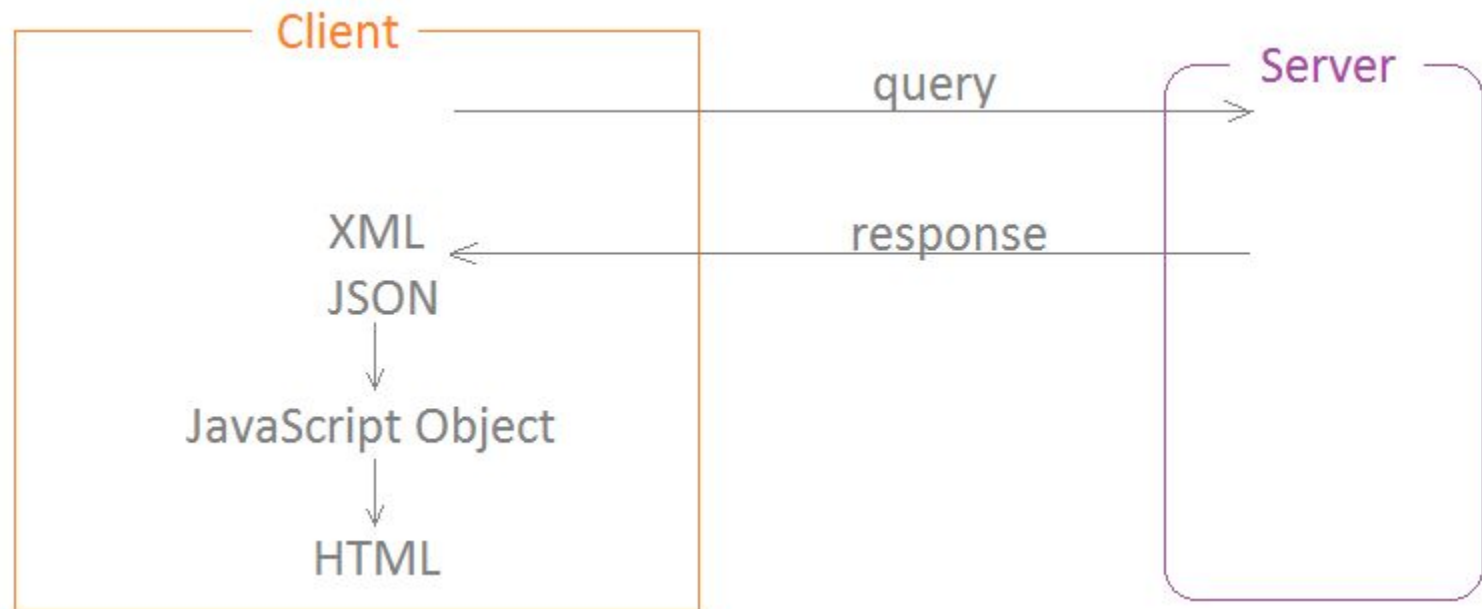 Client
Server
query
XML
response
JSON
JavaScript Object
HTML